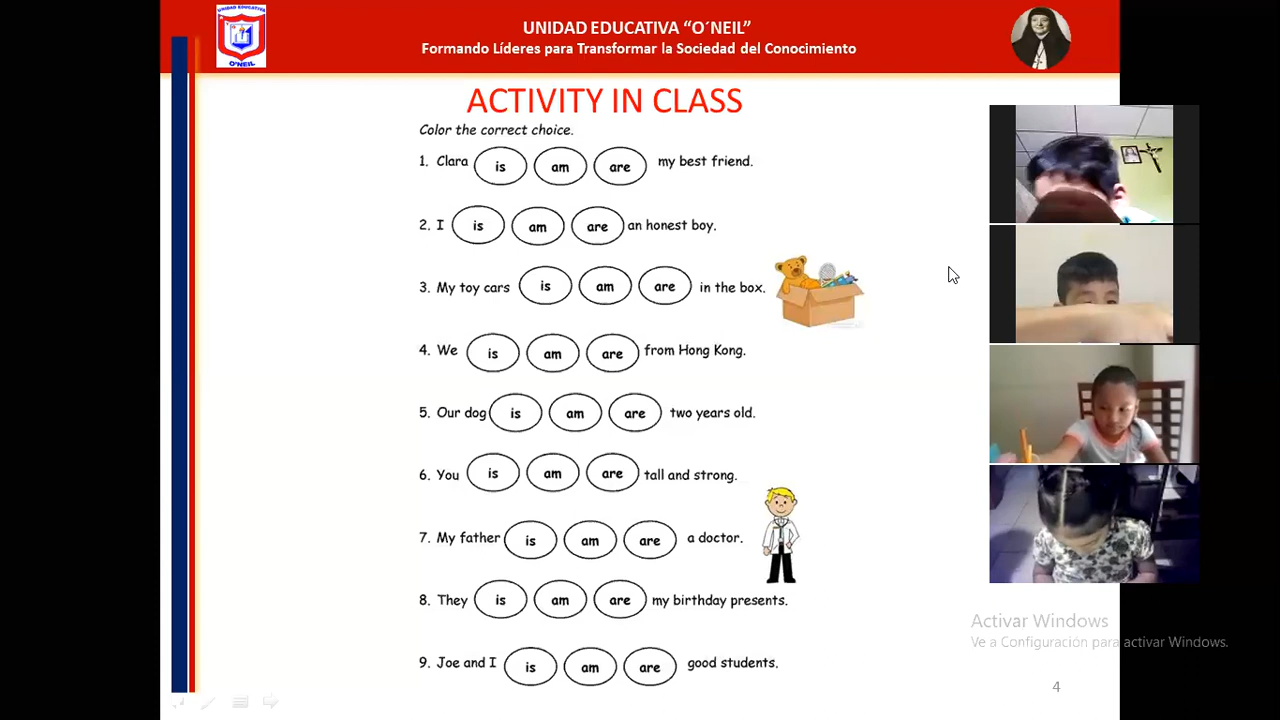 UNIDAD EDUCATIVA
O'NEIL
UNIDAD EDUCATIVA “O´NEIL”
Formando Líderes para Transformar la Sociedad del Conocimiento
ACTIVITY IN CLASS
Color the correct choice.
1. Clara is am are my best friend.
2. I is am are an honest boy.
3. My toy cars is am are in the box.
4. We is am are from Hong Kong.
5. Our dog is am are two years old.
6. You is am are tall and strong.
7. My father is am are a doctor.
8. They is am are my birthday presents.
9. Joe and I is am are good students.
Activar Windows
Ve a Configuración para activar Windows.
4